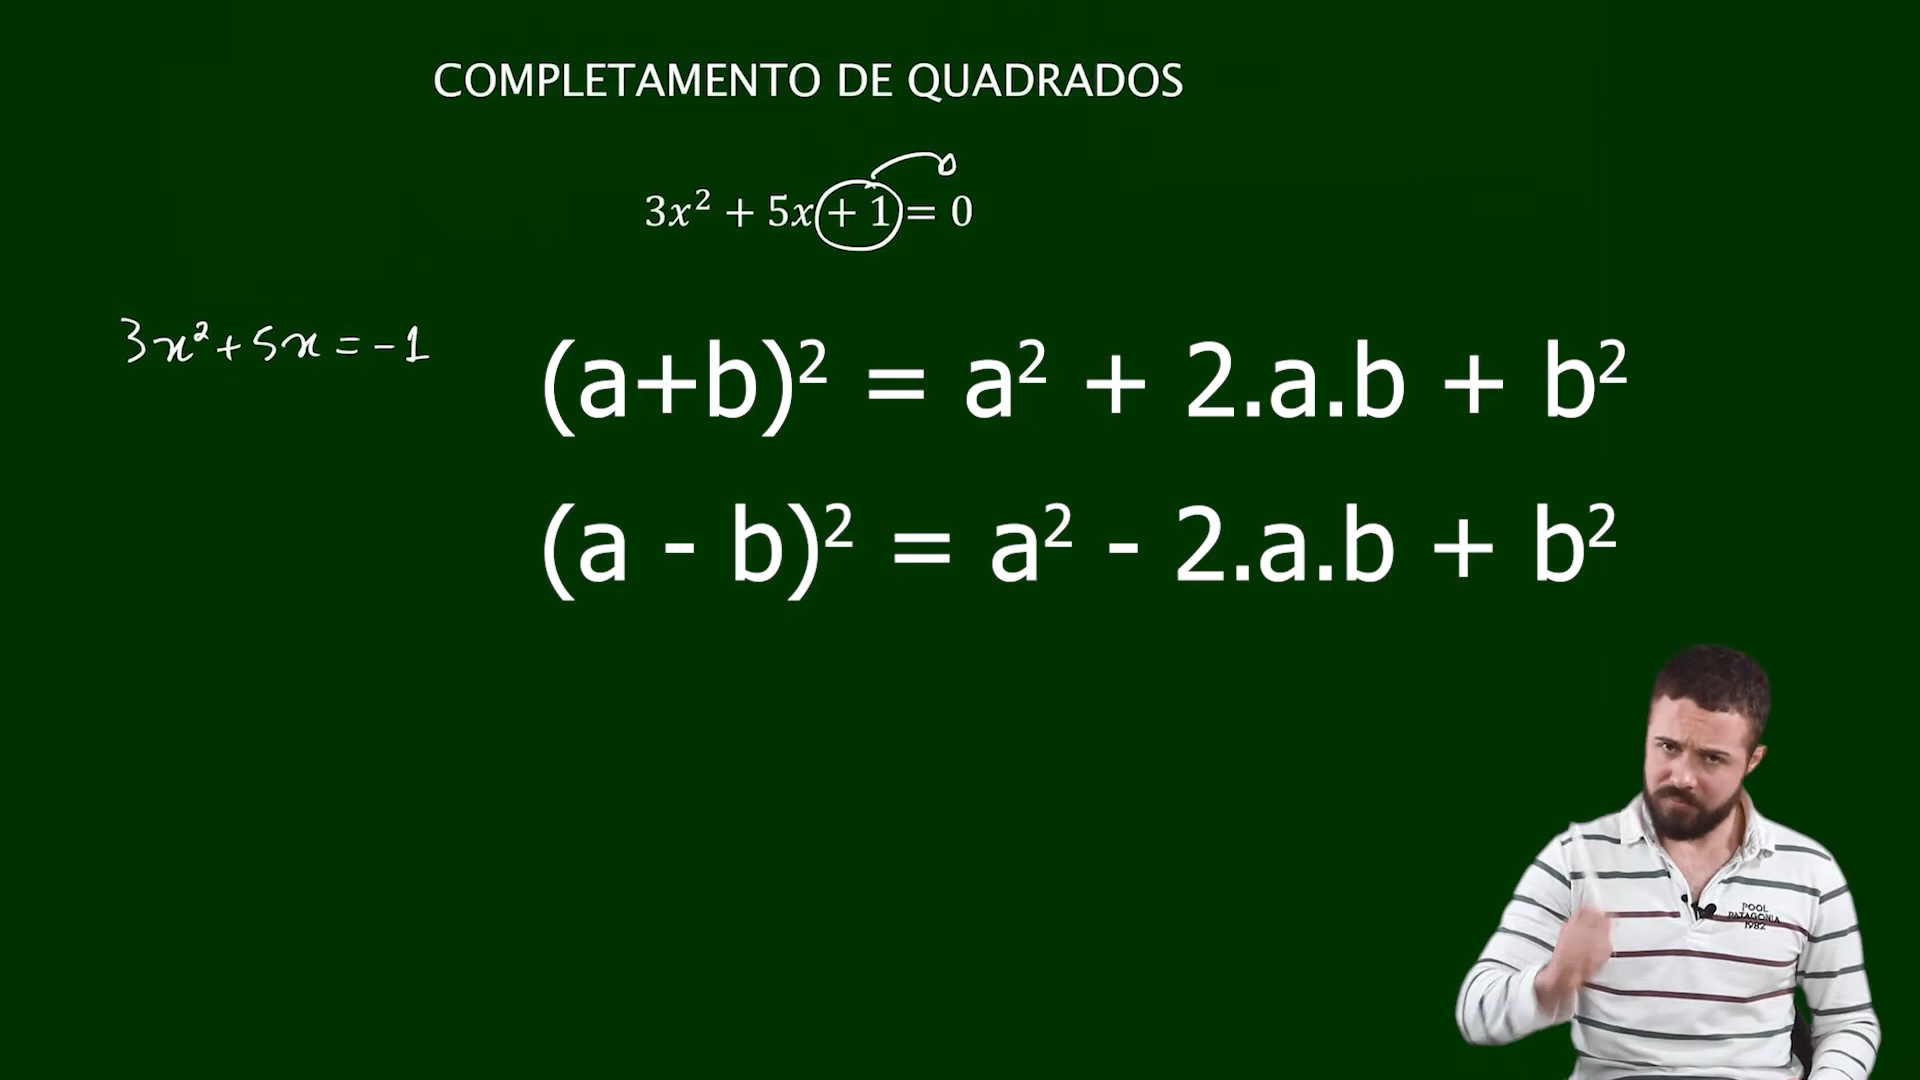 COMPLETAMENTO DE QUADRADOS
3x² + 5x + 1 = 0
3x² + 5x = -1
(a+b)² = a² + 2.a.b + b²
(a - b)² = a² - 2.a.b + b²
POOL
PATAGONIA
1982